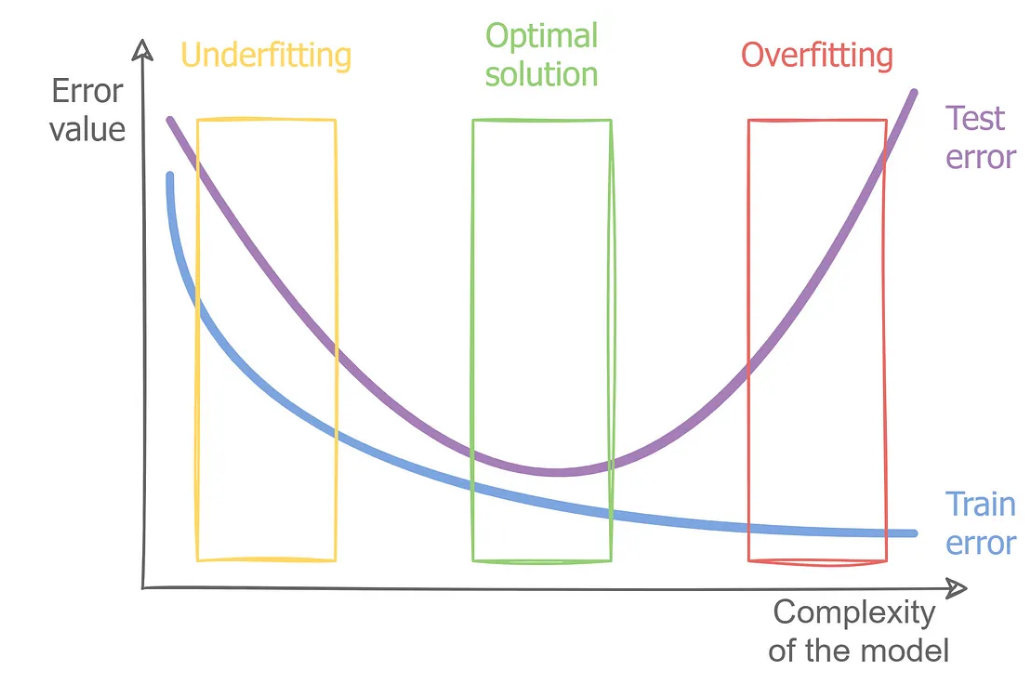 Underfitting
Optimal
solution
Overfitting
Error
value
Test
error
Train
error
Complexity
of the model